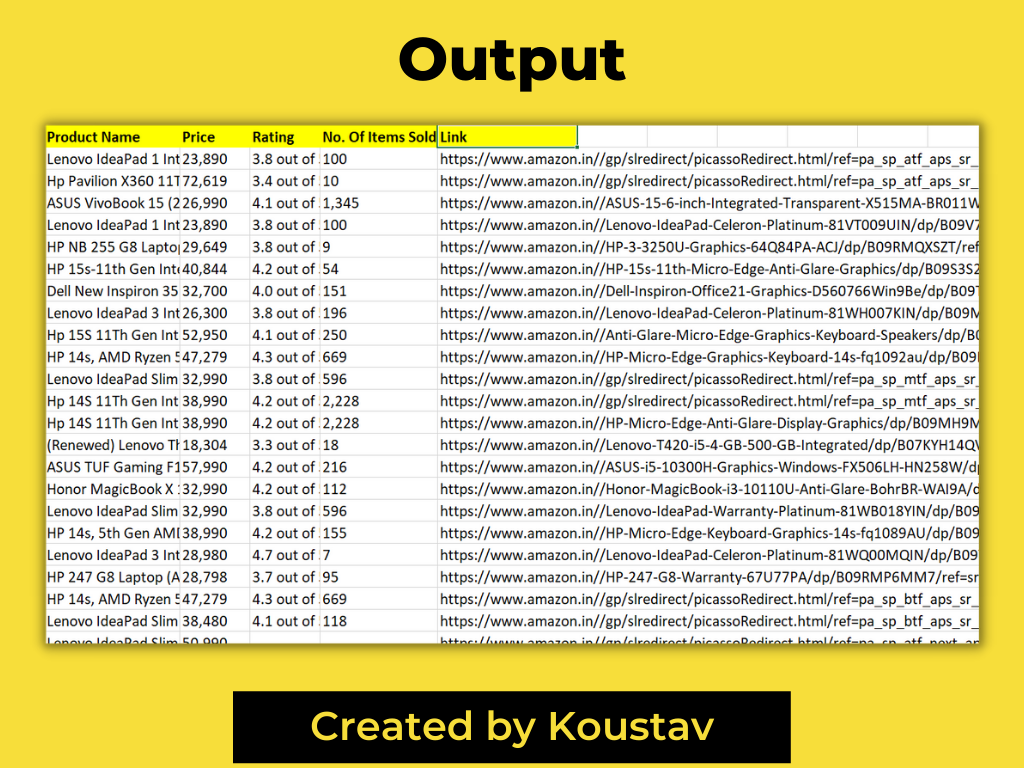 Output
Product Name Price Rating No. Of Items Sold Link
Lenovo IdeaPad 1 Int 23,890 3.8 out of 100 https://www.amazon.in//gp/slredirect/picassoRedirect.html/ref=pa_sp_atf_aps_sr_
Hp Pavilion X360 11T 72,619 3.4 out of 10 https://www.amazon.in//gp/slredirect/picassoRedirect.html/ref=pa_sp_atf_aps_sr_
ASUS VivoBook 15 (2 26,990 4.1 out of 1,345 https://www.amazon.in//ASUS-15-6-inch-Integrated-Transparent-X515MA-BR011W
Lenovo IdeaPad 1 Int 23,890 3.8 out of 100 https://www.amazon.in//Lenovo-IdeaPad-Celeron-Platinum-81VT009UIN/dp/B09V7
HP NB 255 G8 Laptop 29,649 3.8 out of 9 https://www.amazon.in//HP-3-3250U-Graphics-64Q84PA-ACJ/dp/B09RMQXSZT/ref
HP 15s-11th Gen Inte 40,844 4.2 out of 54 https://www.amazon.in//HP-15s-11th-Micro-Edge-Anti-Glare-Graphics/dp/B09S3S2
Dell New Inspiron 35 32,700 4.0 out of 151 https://www.amazon.in//Dell-Inspiron-Office21-Graphics-D560766Win9Be/dp/B09T
Lenovo IdeaPad 3 Int 26,300 3.8 out of 196 https://www.amazon.in//Lenovo-IdeaPad-Celeron-Platinum-81WH007KIN/dp/B09M
Hp 15S 11Th Gen Int 52,950 4.1 out of 250 https://www.amazon.in//Anti-Glare-Micro-Edge-Graphics-Keyboard-Speakers/dp/B0
HP 14s, AMD Ryzen 5 47,279 4.3 out of 669 https://www.amazon.in//HP-Micro-Edge-Graphics-Keyboard-14s-fq1092au/dp/B09
Lenovo IdeaPad Slim 32,990 3.8 out of 596 https://www.amazon.in//gp/slredirect/picassoRedirect.html/ref=pa_sp_mtf_aps_sr_
Hp 14S 11Th Gen Int 38,990 4.2 out of 2,228 https://www.amazon.in//gp/slredirect/picassoRedirect.html/ref=pa_sp_mtf_aps_sr_
Hp 14S 11Th Gen Int 38,990 4.2 out of 2,228 https://www.amazon.in//HP-Micro-Edge-Anti-Glare-Display-Graphics/dp/B09MH9M
(Renewed) Lenovo Th 18,304 3.3 out of 18 https://www.amazon.in//Lenovo-T420-i5-4-GB-500-GB-Integrated/dp/B07KYH14QV
ASUS TUF Gaming F1 57,990 4.2 out of 216 https://www.amazon.in//ASUS-i5-10300H-Graphics-Windows-FX506LH-HN258W/dp
Honor MagicBook X 32,990 4.2 out of 112 https://www.amazon.in//Honor-MagicBook-i3-10110U-Anti-Glare-BohrBR-WAI9A/d
Lenovo IdeaPad Slim 32,990 3.8 out of 596 https://www.amazon.in//Lenovo-IdeaPad-Warranty-Platinum-81WB018YIN/dp/B09
HP 14s, 5th Gen AMD 38,990 4.2 out of 155 https://www.amazon.in//HP-Micro-Edge-Keyboard-Graphics-14s-fq1089AU/dp/B09
Lenovo IdeaPad 3 Int 28,980 4.7 out of 7 https://www.amazon.in//Lenovo-IdeaPad-Celeron-Platinum-81WQ00MQIN/dp/B09
HP 247 G8 Laptop (A 28,798 3.7 out of 95 https://www.amazon.in//HP-247-G8-Warranty-67U77PA/dp/B09RMP6MM7/ref=sr
HP 14s, AMD Ryzen 5 47,279 4.3 out of 669 https://www.amazon.in//gp/slredirect/picassoRedirect.html/ref=pa_sp_btf_aps_sr_
Lenovo IdeaPad Slim 38,480 4.1 out of 118 https://www.amazon.in//gp/slredirect/picassoRedirect.html/ref=pa_sp_btf_aps_sr_
Lenovo IdeaPad Slim 50,990 https://www.amazon.in//gp/slredirect/picassoRedirect.html/ref=pa_sp_atf_next_ap
Created by Koustav